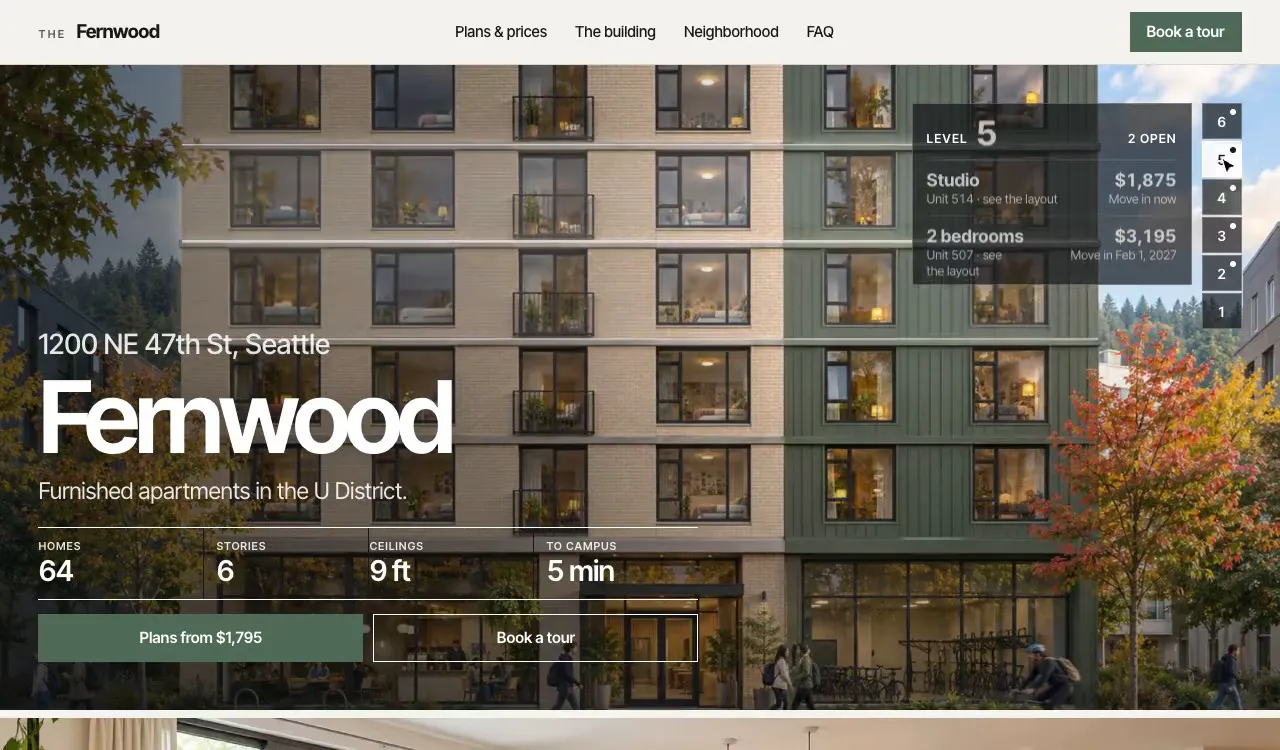 THE Fernwood
Plans & prices
The building
Neighborhood
FAQ
Book a tour
LEVEL 5
2 OPEN
Studio
$1,875
Unit 514 · see the layout
Move in now
2 bedrooms
$3,195
Unit 507 · see
the layout
Move in Feb 1, 2027
6
5
4
3
2
1
1200 NE 47th St, Seattle
Fernwood
Furnished apartments in the U District.
HOMES
64
STORIES
6
CEILINGS
9 ft
TO CAMPUS
5 min
Plans from $1,795
Book a tour